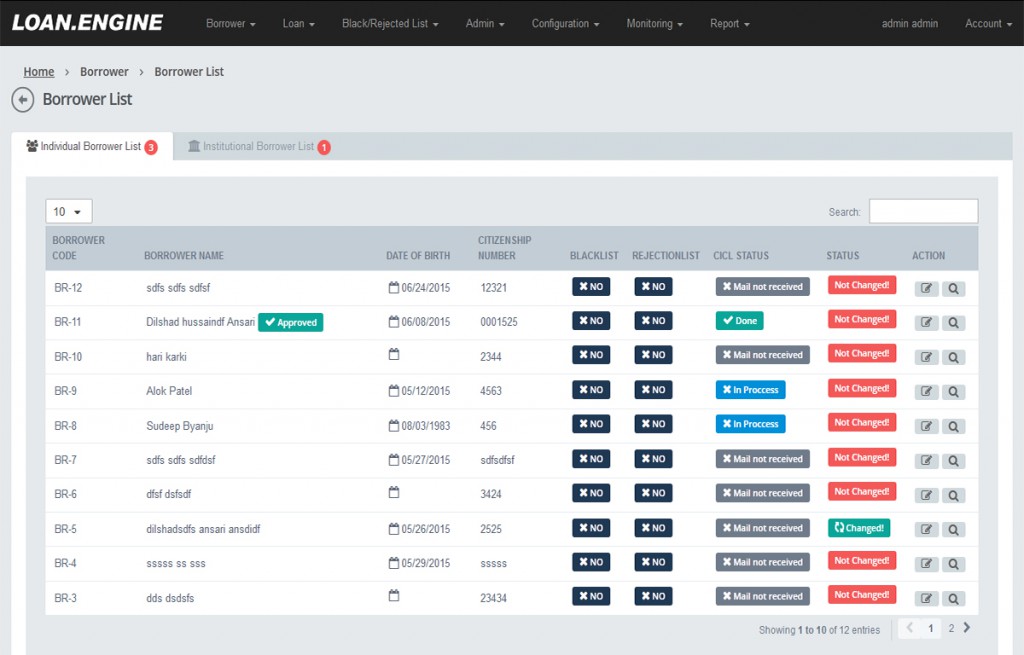 LOAN.ENGINE Borrower Loan Black/Rejected List Admin Configuration Monitoring Report admin admin Account
Home > Borrower > Borrower List
Borrower List
Individual Borrower List 3 Institutional Borrower List 1
10 Search:
BORROWER CODE BORROWER NAME DATE OF BIRTH CITIZENSHIP NUMBER BLACKLIST REJECTIONLIST CICL STATUS STATUS ACTION
BR-12 sdfs sdfs sdfsf 06/24/2015 12321 NO NO Mail not received Not Changed!
BR-11 Dilshad hussaindf Ansari Approved 06/08/2015 0001525 NO NO Done Not Changed!
BR-10 hari karki 2344 NO NO Mail not received Not Changed!
BR-9 Alok Patel 05/12/2015 4563 NO NO In Proccess Not Changed!
BR-8 Sudeep Byanju 08/03/1983 456 NO NO In Proccess Not Changed!
BR-7 sdfs sdfs sdfdsf 05/27/2015 sdfsdfsf NO NO Mail not received Not Changed!
BR-6 dfsf dsfsdf 3424 NO NO Mail not received Not Changed!
BR-5 dilshadsdfs ansari ansdidf 05/26/2015 2525 NO NO Mail not received Changed!
BR-4 sssss ss sss 05/29/2015 sssss NO NO Mail not received Not Changed!
BR-3 dds dsdsfs 23434 NO NO Mail not received Not Changed!
Showing 1 to 10 of 12 entries < 1 2 >